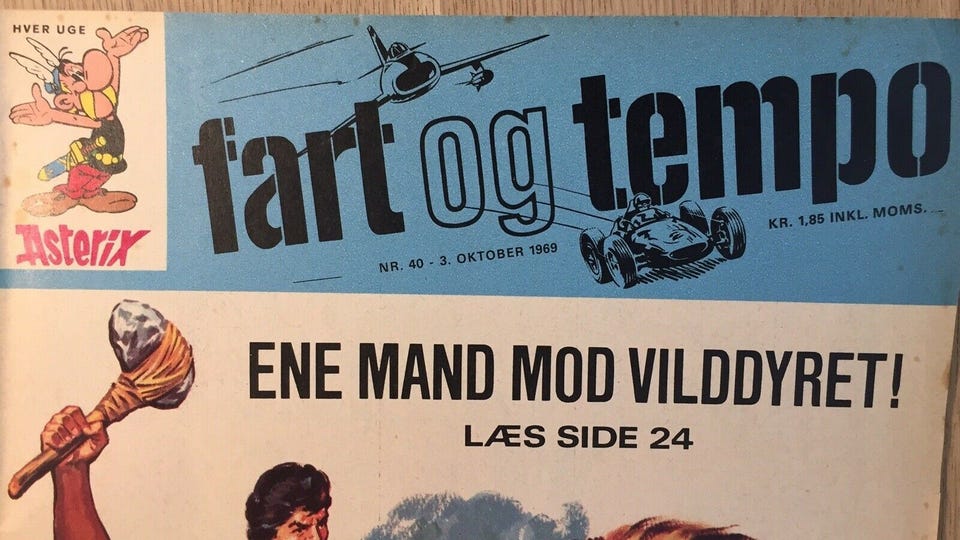 HVER UGE
Asterix
fart og tempo
NR. 40 - 3. OKTOBER 1969
KR. 1,85 INKL. MOMS.
ENE MAND MOD VILDDYRET!
LÆS SIDE 24